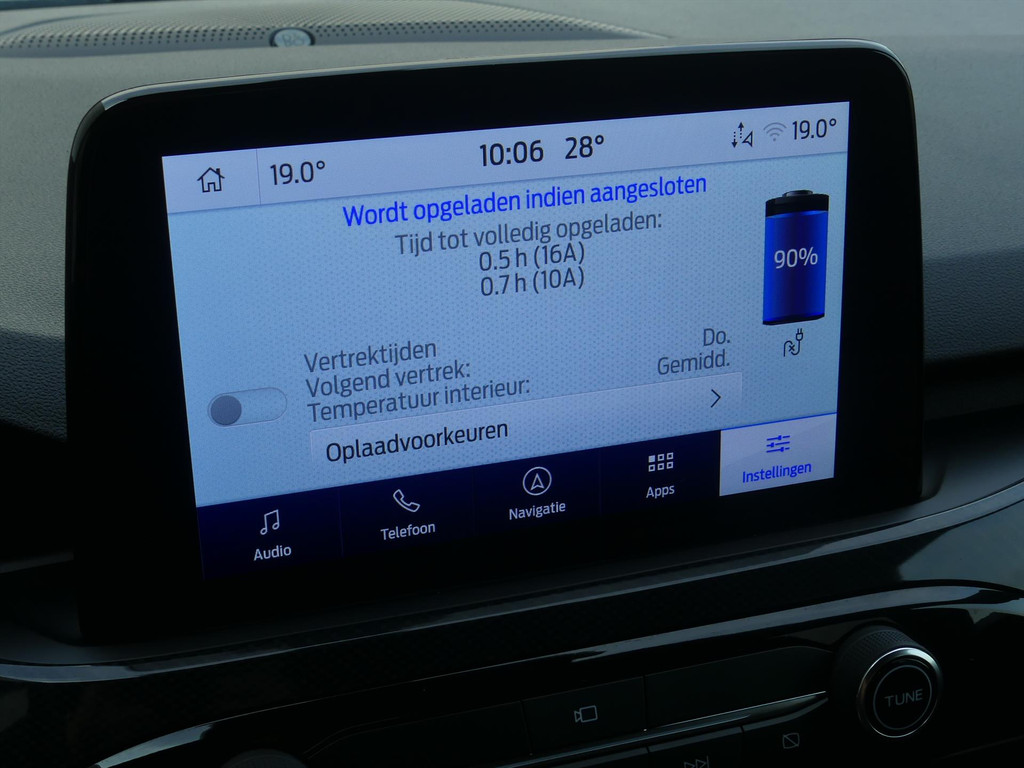 19.0°
10:06
28°
19.0°
Wordt opgeladen indien aangesloten
Tijd tot volledig opgeladen:
0.5 h (16A)
0.7 h (10A)
90%
Vertrektijden
Volgend vertrek:
Do.
Temperatuur interieur:
Gemidd.
Oplaadvoorkeuren
Audio
Telefoon
Navigatie
Apps
Instellingen
TUNE